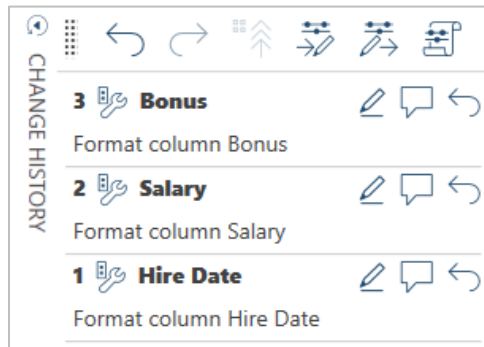 CHANGE HISTORY
3 Bonus
Format column Bonus
2 Salary
Format column Salary
1 Hire Date
Format column Hire Date